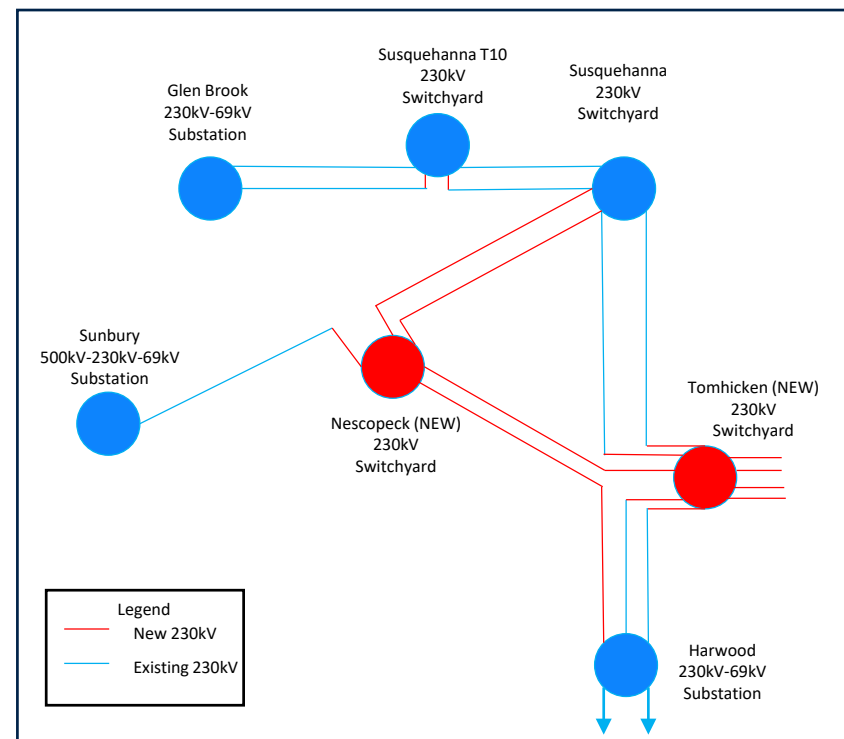 Susquehanna T10
230kV
Switchyard
Susquehanna
230kV
Switchyard
Glen Brook
230kV-69kV
Substation
Sunbury
500kV-230kV-69kV
Substation
Nescopeck (NEW)
230kV
Switchyard
Tomhicken (NEW)
230kV
Switchyard
Harwood
230kV-69kV
Substation
Legend
New 230kV
Existing 230kV